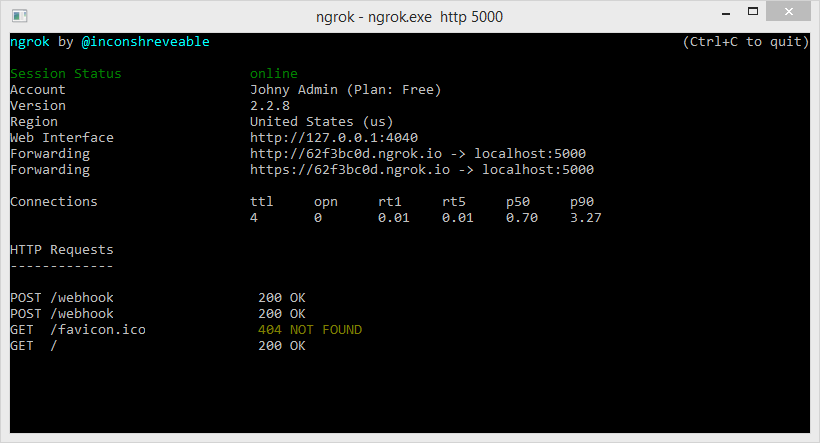 ngrok - ngrok.exe  http 5000
ngrok by @inconshreveable (Ctrl+C to quit)
Session Status online
Account Johny Admin (Plan: Free)
Version 2.2.8
Region United States (us)
Web Interface http://127.0.0.1:4040
Forwarding http://62f3bc0d.ngrok.io -> localhost:5000
Forwarding https://62f3bc0d.ngrok.io -> localhost:5000
Connections ttl opn rt1 rt5 p50 p90
4 0 0.01 0.01 0.70 3.27
HTTP Requests
-------------
POST /webhook 200 OK
POST /webhook 200 OK
GET /favicon.ico 404 NOT FOUND
GET / 200 OK